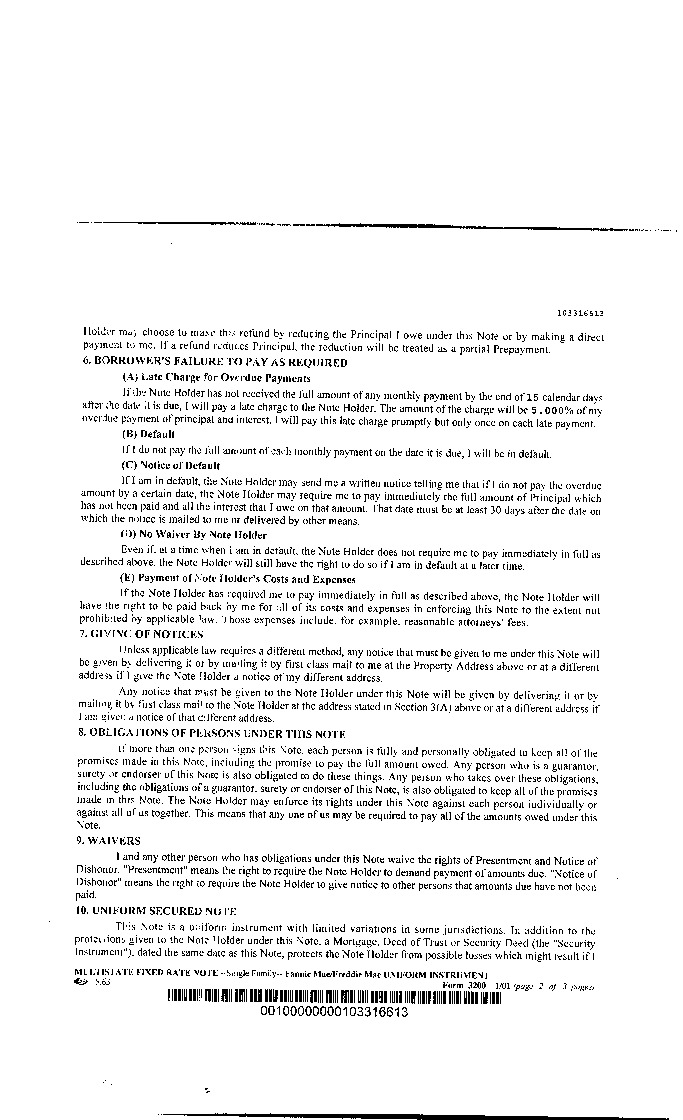 103316613
Holder may choose to make this refund by reducing the Principal I owe under this Note or by making a direct
payment to me. If a refund reduces Principal, the reduction will be treated as a partial Prepayment.
6. BORROWER'S FAILURE TO PAY AS REQUIRED
(A) Late Charge for Overdue Payments
If the Note Holder has not received the full amount of any monthly payment by the end of 15 calendar days
after the date it is due, I will pay a late charge to the Note Holder. The amount of the charge will be 5.000% of my
overdue payment of principal and interest. I will pay this late charge promptly but only once on each late payment.
(B) Default
If I do not pay the full amount of each monthly payment on the date it is due, I will be in default.
(C) Notice of Default
If I am in default, the Note Holder may send me a written notice telling me that if I do not pay the overdue
amount by a certain date, the Note Holder may require me to pay immediately the full amount of Principal which
has not been paid and all the interest that I owe on that amount. That date must be at least 30 days after the date on
which the notice is mailed to me or delivered by other means.
(D) No Waiver By Note Holder
Even if, at a time when I am in default, the Note Holder does not require me to pay immediately in full as
described above, the Note Holder will still have the right to do so if I am in default at a later time.
(E) Payment of Note Holder's Costs and Expenses
If the Note Holder has required me to pay immediately in full as described above, the Note Holder will
have the right to be paid back by me for all of its costs and expenses in enforcing this Note to the extent not
prohibited by applicable law. Those expenses include, for example, reasonable attorneys' fees.
7. GIVING OF NOTICES
Unless applicable law requires a different method, any notice that must be given to me under this Note will
be given by delivering it or by mailing it by first class mail to me at the Property Address above or at a different
address if I give the Note Holder a notice of my different address.
Any notice that must be given to the Note Holder under this Note will be given by delivering it or by
mailing it by first class mail to the Note Holder at the address stated in Section 3(A) above or at a different address if
I am given a notice of that different address.
8. OBLIGATIONS OF PERSONS UNDER THIS NOTE
If more than one person signs this Note, each person is fully and personally obligated to keep all of the
promises made in this Note, including the promise to pay the full amount owed. Any person who is a guarantor,
surety or endorser of this Note is also obligated to do these things. Any person who takes over these obligations,
including the obligations of a guarantor, surety or endorser of this Note, is also obligated to keep all of the promises
made in this Note. The Note Holder may enforce its rights under this Note against each person individually or
against all of us together. This means that any one of us may be required to pay all of the amounts owed under this
Note.
9. WAIVERS
I and any other person who has obligations under this Note waive the rights of Presentment and Notice of
Dishonor. "Presentment" means the right to require the Note Holder to demand payment of amounts due. "Notice of
Dishonor" means the right to require the Note Holder to give notice to other persons that amounts due have not been
paid.
10. UNIFORM SECURED NOTE
This Note is a uniform instrument with limited variations in some jurisdictions. In addition to the
protections given to the Note Holder under this Note, a Mortgage, Deed of Trust or Security Deed (the "Security
Instrument"), dated the same date as this Note, protects the Note Holder from possible losses which might result if I
MULTISTATE FIXED RATE NOTE--Single Family--Fannie Mae/Freddie Mac UNIFORM INSTRUMENT
5.63 Form 3200 1/01 (page 2 of 3 pages)
00100000000103316613